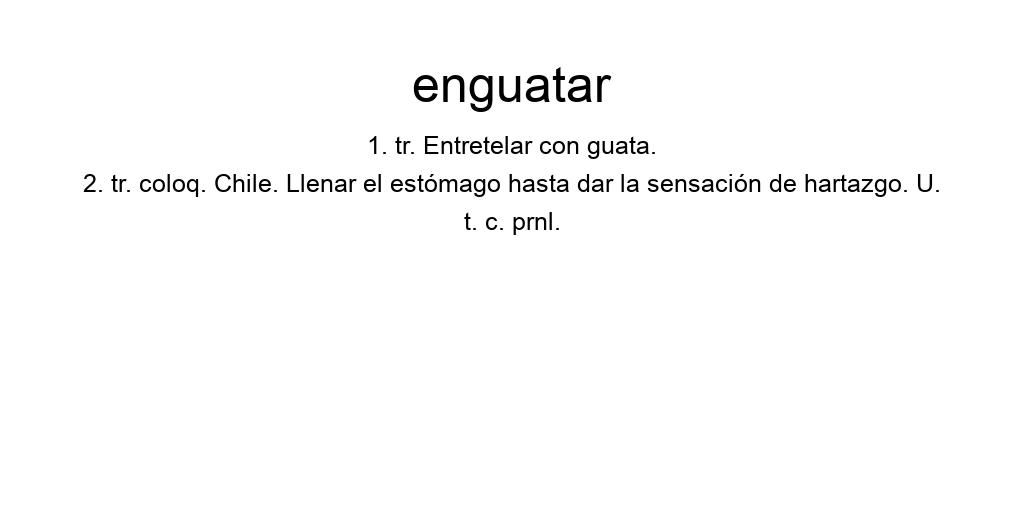 enguatar
1. tr. Entretelar con guata.
2. tr. coloq. Chile. Llenar el estómago hasta dar la sensación de hartazgo. U.
t. c. prnl.